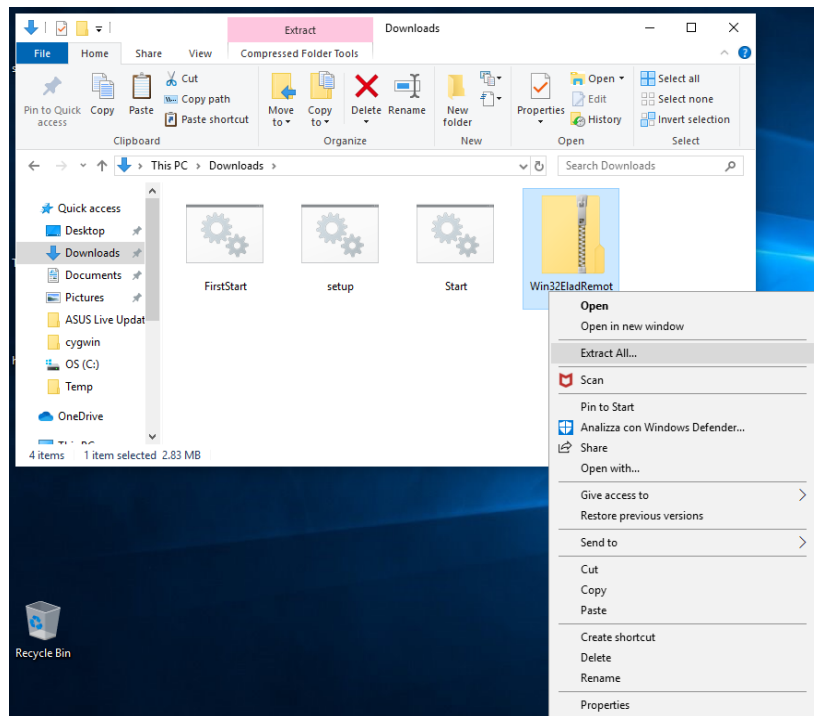 Extract
Downloads
File
Home
Share
View
Compressed Folder Tools
Pin to Quick access
Copy
Paste
Cut
Copy path
Paste shortcut
Move to
Copy to
Delete
Rename
New folder
Properties
Open
Edit
History
Select all
Select none
Invert selection
Clipboard
Organize
New
Open
Select
This PC > Downloads >
Search Downloads
Quick access
Desktop
Downloads
Documents
Pictures
ASUS Live Updat
cygwin
OS (C:)
Temp
OneDrive
FirstStart
setup
Start
Win32EladRemot
4 items
1 item selected 2.83 MB
Open
Open in new window
Extract All...
Scan
Pin to Start
Analizza con Windows Defender...
Share
Open with...
Give access to
Restore previous versions
Send to
Cut
Copy
Paste
Create shortcut
Delete
Rename
Properties
Recycle Bin